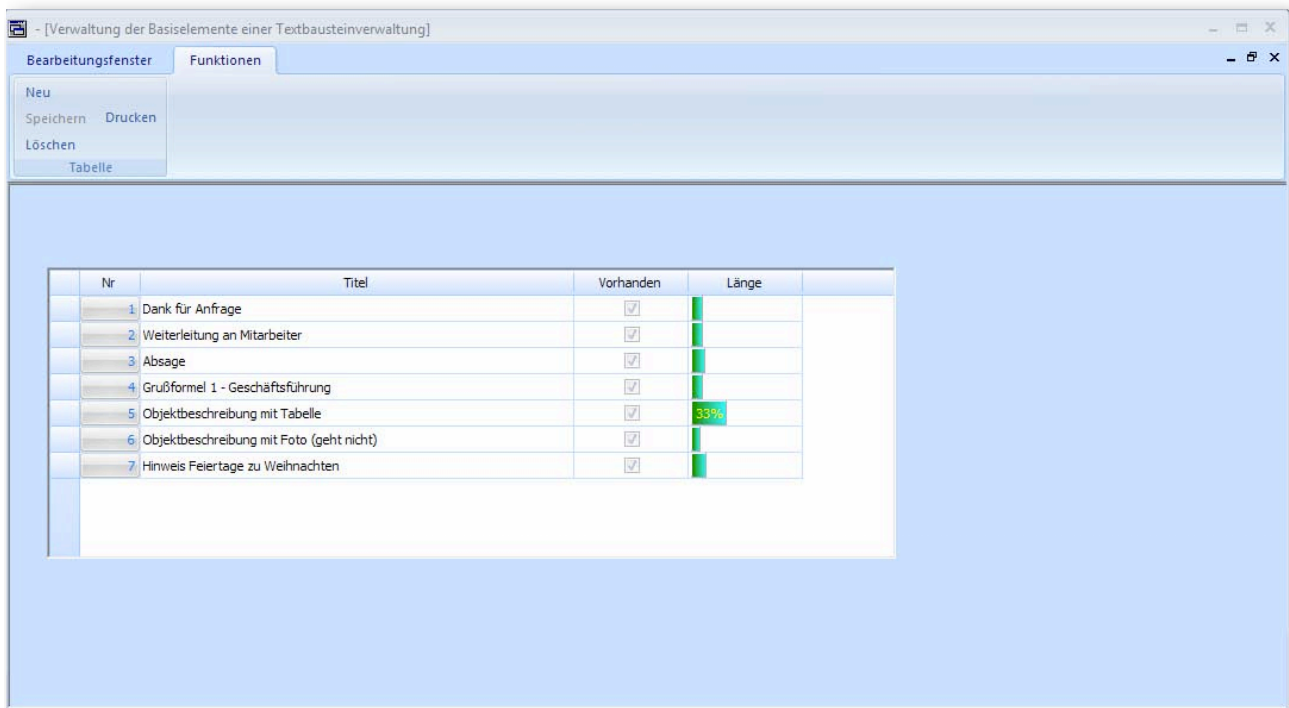 - [Verwaltung der Basiselemente einer Textbausteinverwaltung]
Bearbeitungsfenster Funktionen
Neu
Speichern Drucken
Löschen
Tabelle
Nr Titel Vorhanden Länge
1 Dank für Anfrage
2 Weiterleitung an Mitarbeiter
3 Absage
4 Grußformel 1 - Geschäftsführung
5 Objektbeschreibung mit Tabelle 33%
6 Objektbeschreibung mit Foto (geht nicht)
7 Hinweis Feiertage zu Weihnachten